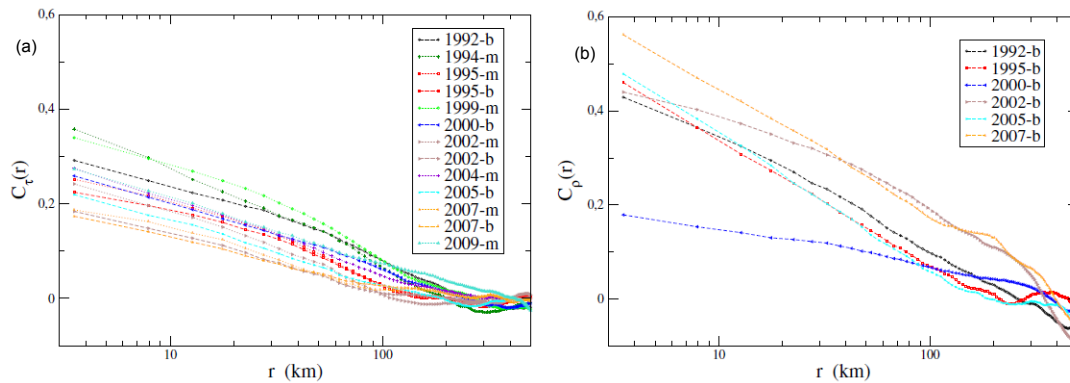 (a)
0,6
0,4
0,2
0
C_τ(r)
10
100
r (km)
1992-b
1994-m
1995-m
1995-b
1999-m
2000-b
2002-m
2002-b
2004-m
2005-b
2007-m
2007-b
2009-m
(b)
0,6
0,4
0,2
0
C_ρ(r)
10
100
r (km)
1992-b
1995-b
2000-b
2002-b
2005-b
2007-b